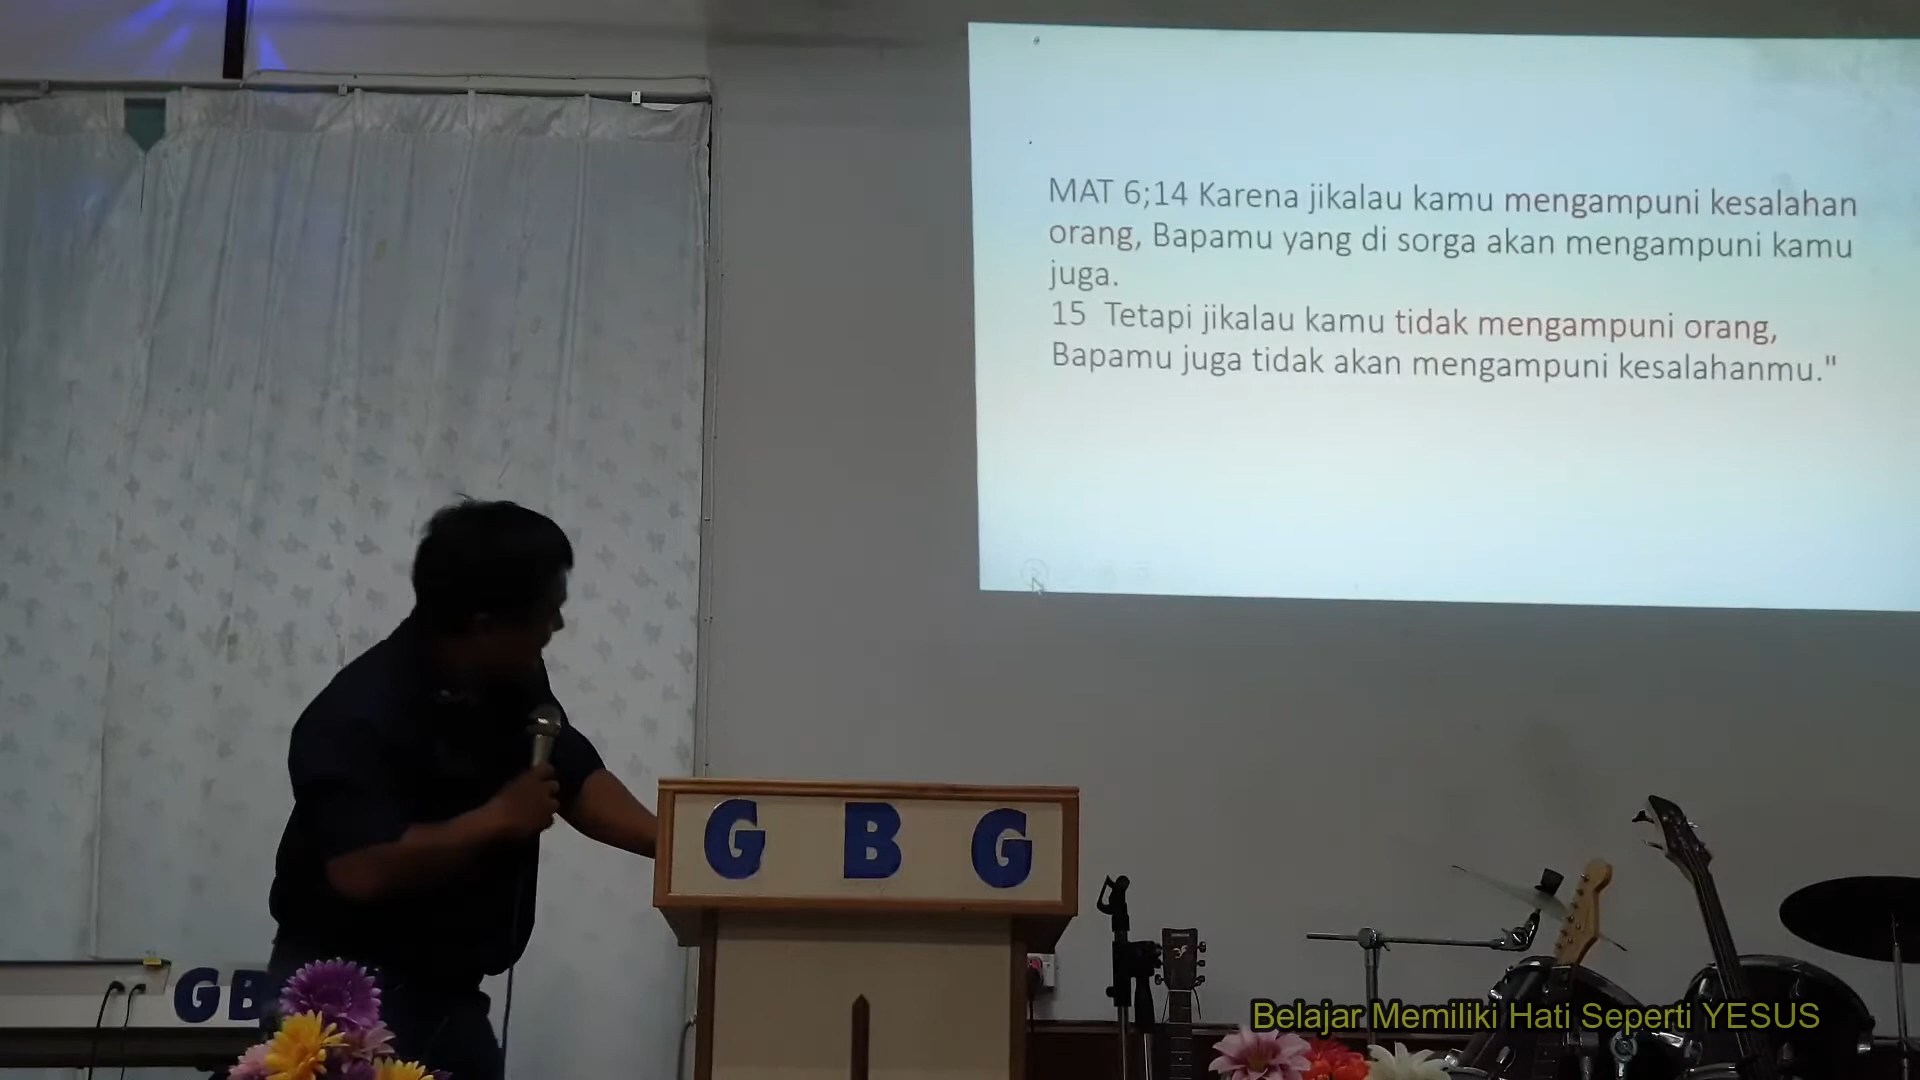 MAT 6;14 Karena jikalau kamu mengampuni kesalahan
orang, Bapamu yang di sorga akan mengampuni kamu
juga.
15 Tetapi jikalau kamu tidak mengampuni orang,
Bapamu juga tidak akan mengampuni kesalahanmu."
G B G
GB
Belajar Memiliki Hati Seperti YESUS